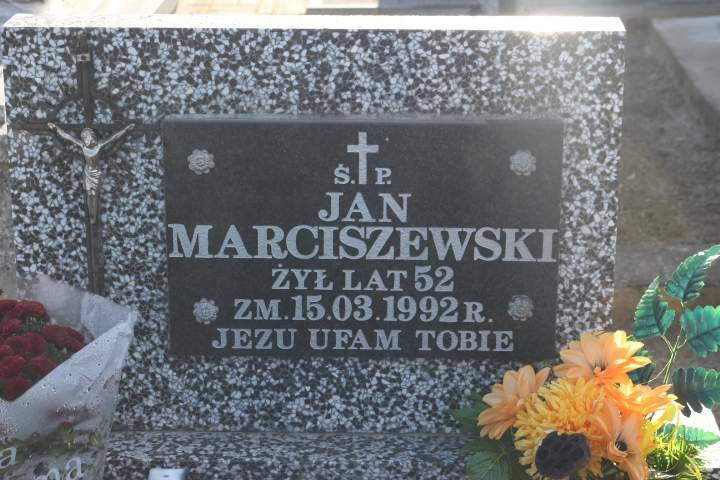 Ś. P.
JAN
MARCISZEWSKI
ŻYŁ LAT 52
ZM. 15.03.1992 R.
JEZU UFAM TOBIE